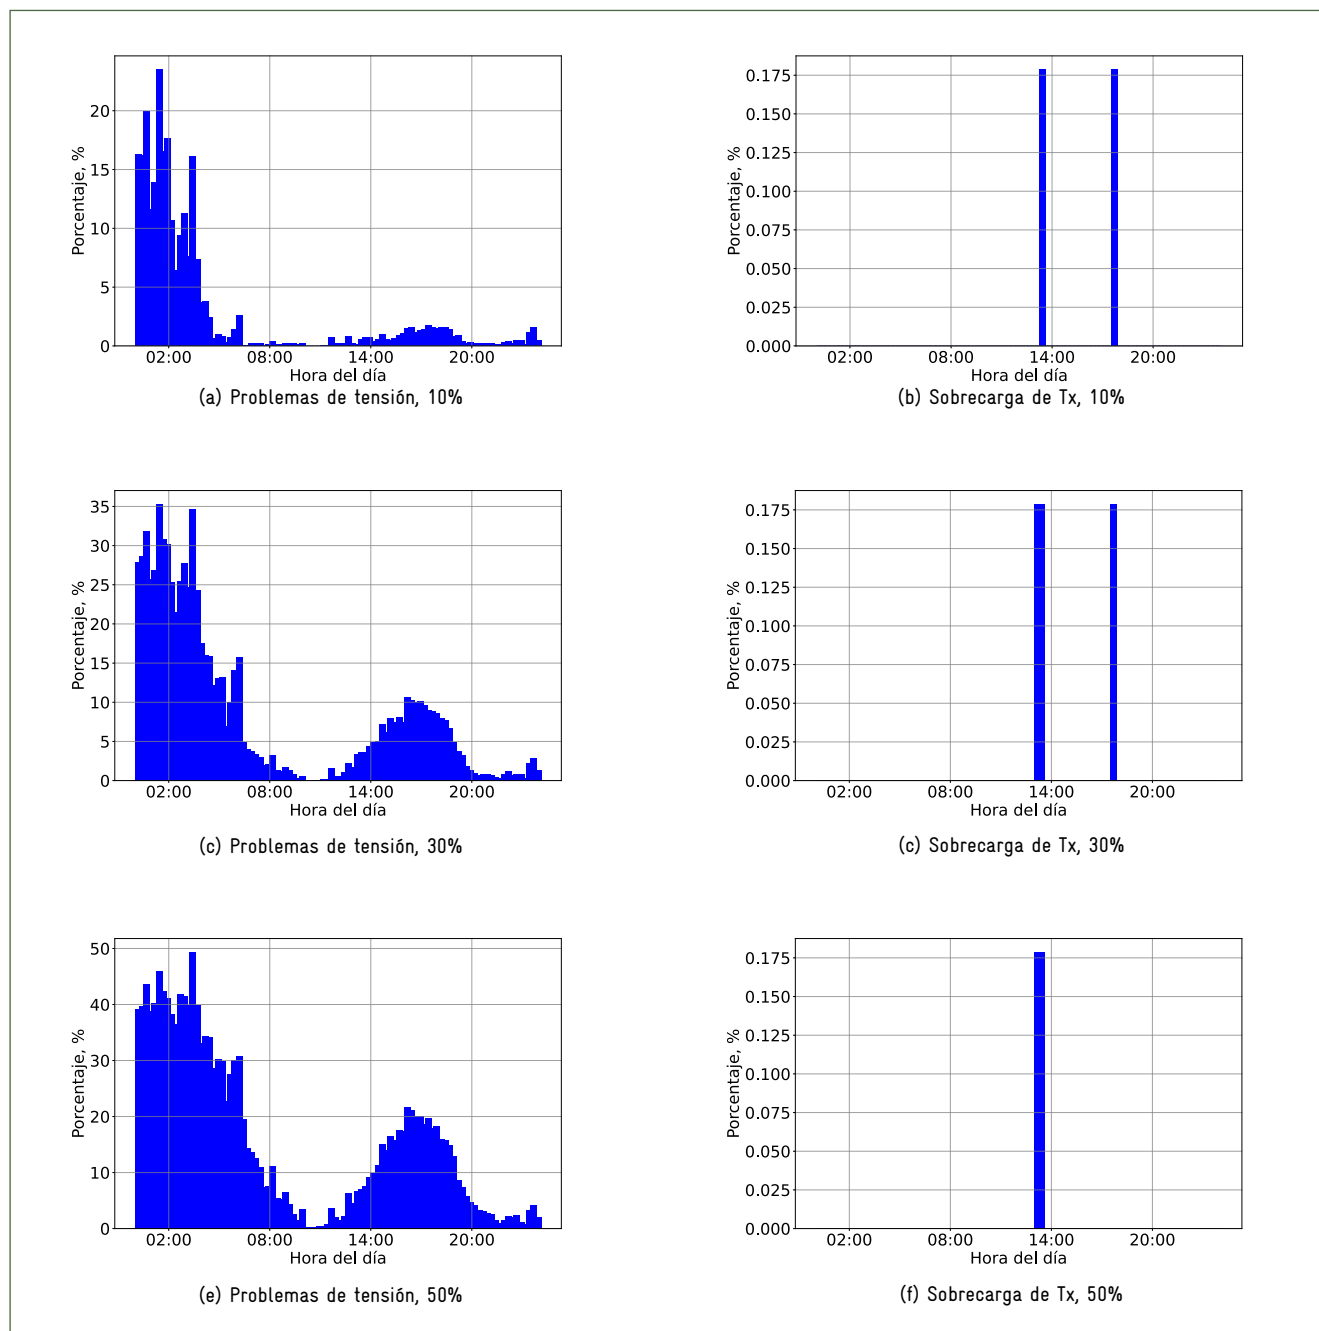 20
15
10
5
0
Porcentaje, %
02:00 08:00 14:00 20:00
Hora del día
(a) Problemas de tensión, 10%
0.175
0.150
0.125
0.100
0.075
0.050
0.025
0.000
Porcentaje, %
02:00 08:00 14:00 20:00
Hora del día
(b) Sobrecarga de Tx, 10%
35
30
25
20
15
10
5
0
Porcentaje, %
02:00 08:00 14:00 20:00
Hora del día
(c) Problemas de tensión, 30%
0.175
0.150
0.125
0.100
0.075
0.050
0.025
0.000
Porcentaje, %
02:00 08:00 14:00 20:00
Hora del día
(c) Sobrecarga de Tx, 30%
50
40
30
20
10
0
Porcentaje, %
02:00 08:00 14:00 20:00
Hora del día
(e) Problemas de tensión, 50%
0.175
0.150
0.125
0.100
0.075
0.050
0.025
0.000
Porcentaje, %
02:00 08:00 14:00 20:00
Hora del día
(f) Sobrecarga de Tx, 50%